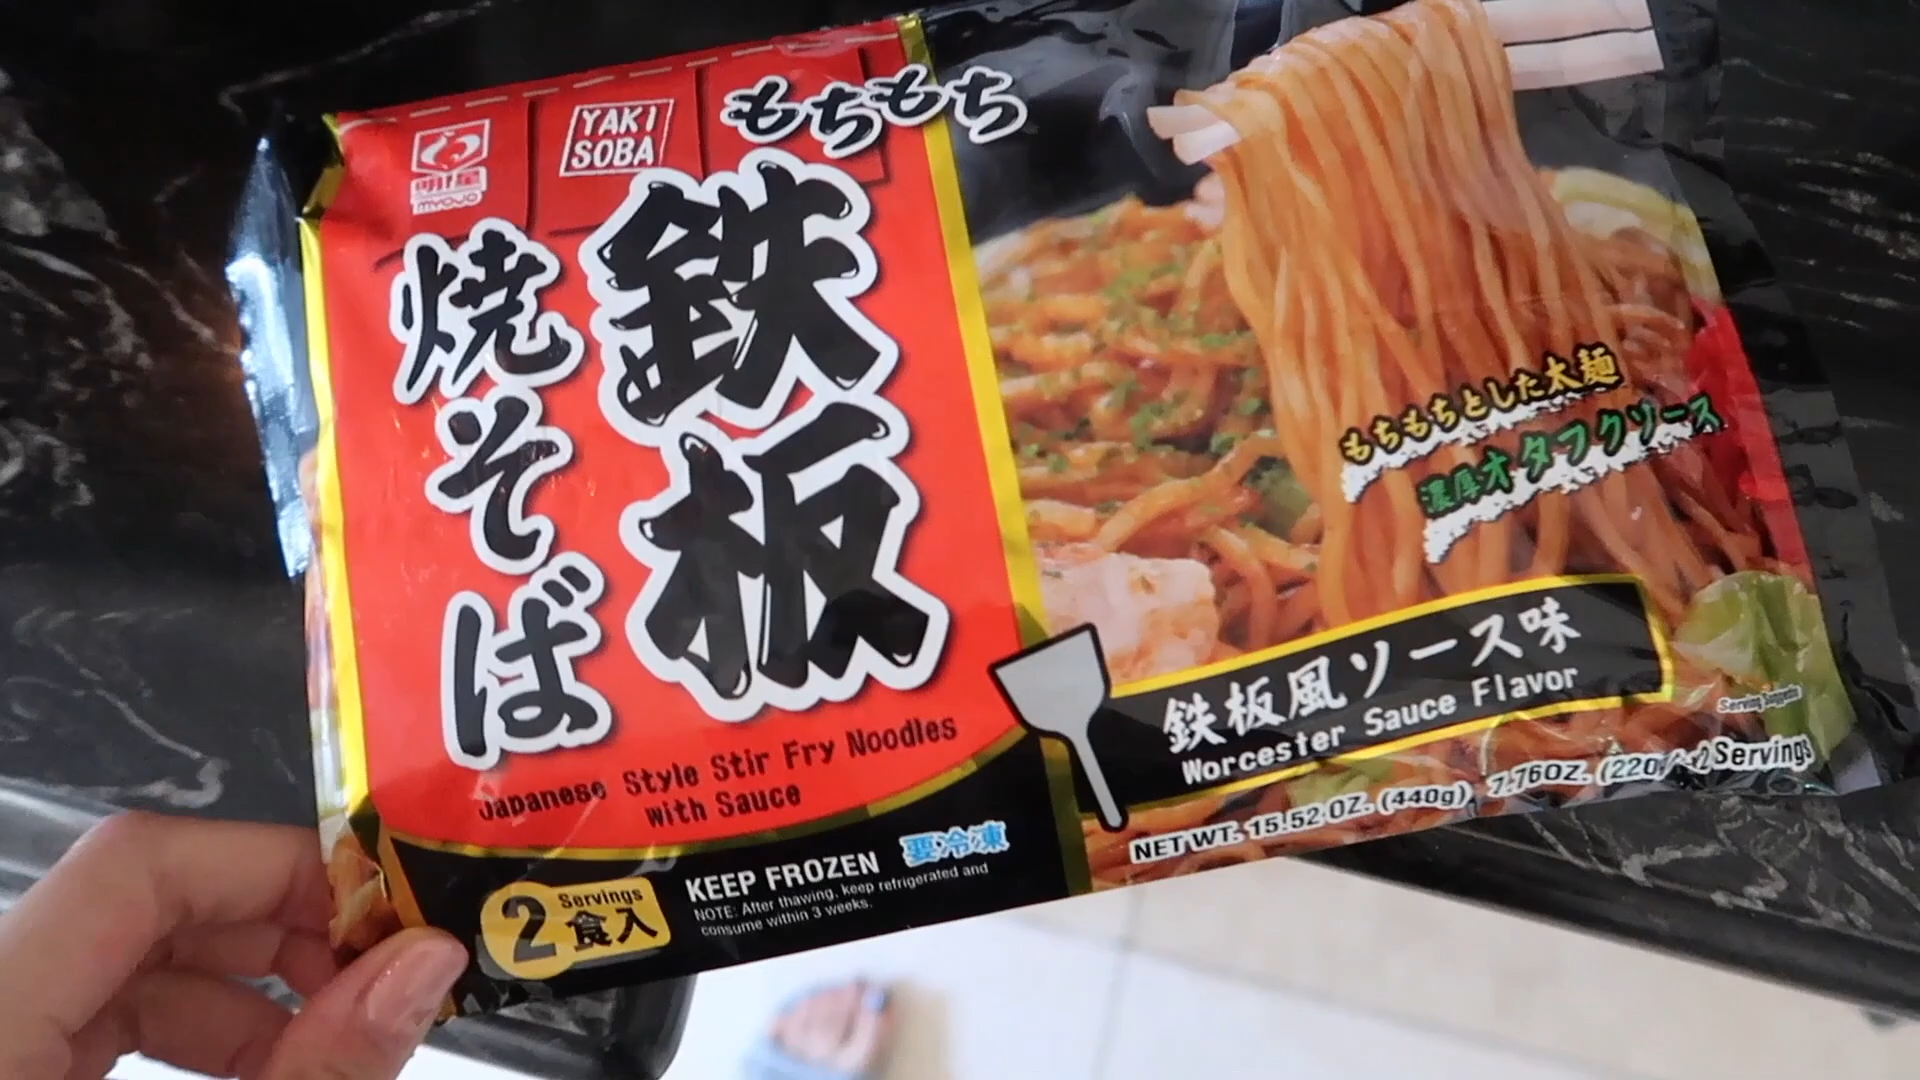 明星
myojo
YAKI
SOBA
もちもち
鉄板
焼そば
Japanese Style Stir Fry Noodles
with Sauce
2 Servings
食入
KEEP FROZEN 要冷凍
NOTE: After thawing, keep refrigerated and
consume within 3 weeks.
もちもちとした太麺
濃厚オタフクソース
鉄板風ソース味
Worcester Sauce Flavor
Serving
NET WT. 15.52 OZ. (440g), 7.76OZ. (220 2 Servings